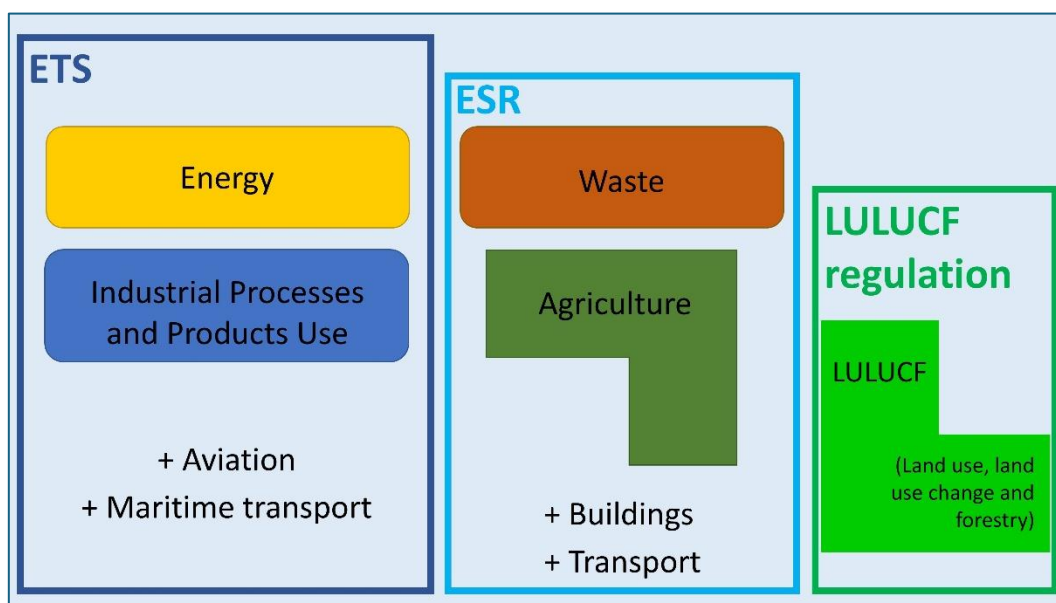 ETS
Energy
Industrial Processes
and Products Use
+ Aviation
+ Maritime transport
ESR
Waste
Agriculture
+ Buildings
+ Transport
LULUCF
regulation
LULUCF
(Land use, land
use change and
forestry)